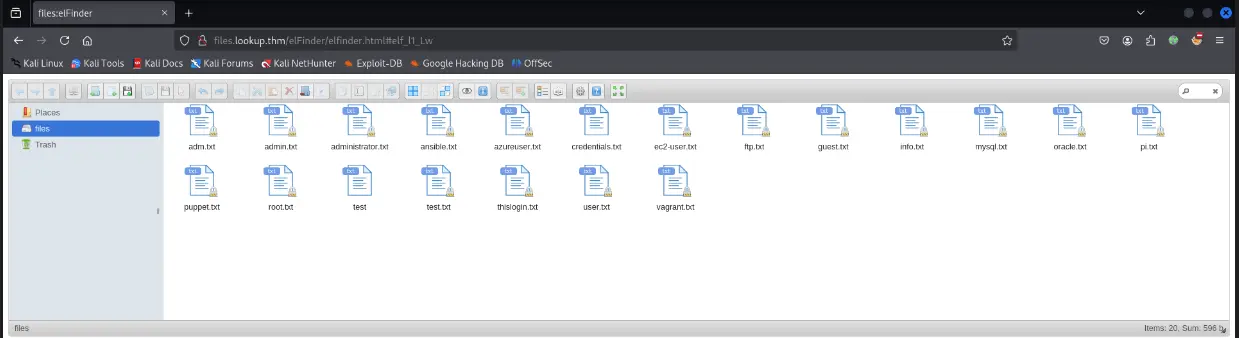 files:elFinder
files.lookup.thm/elFinder/elfinder.html#elf_l1_Lw
Kali Linux Kali Tools Kali Docs Kali Forums Kali NetHunter Exploit-DB Google Hacking DB OffSec
Places
files
Trash
txt txt txt txt txt txt txt txt txt txt txt txt txt
adm.txt admin.txt administrator.txt ansible.txt azureuser.txt credentials.txt ec2-user.txt ftp.txt guest.txt info.txt mysql.txt oracle.txt pi.txt
txt txt txt txt txt txt txt
puppet.txt root.txt test test.txt thislogin.txt user.txt vagrant.txt
files
Items: 20, Sum: 596 b